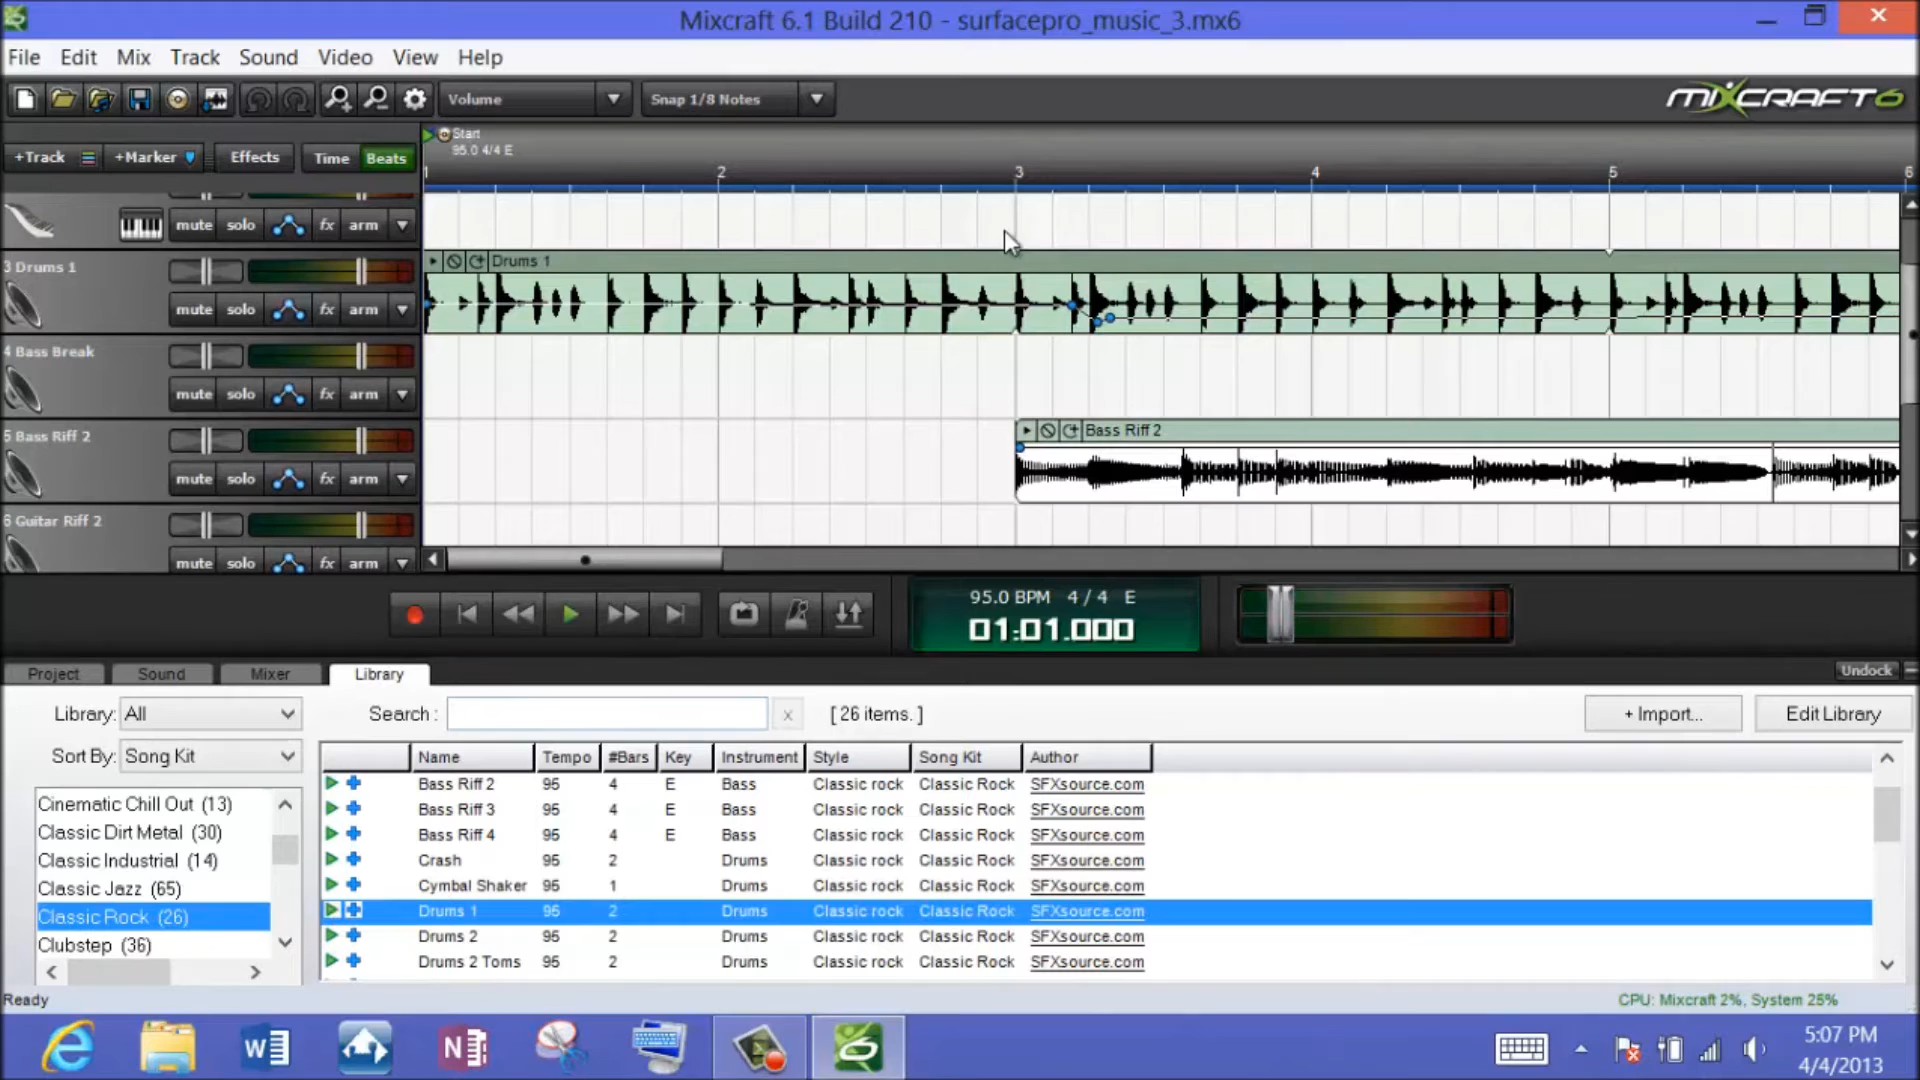 Mixcraft 6.1 Build 210 - surfacepro_music_3.mx6
File Edit Mix Track Sound Video View Help
Volume Snap 1/8 Notes MIXCRAFT6
Start
95.0 4/4 E
+Track +Marker Effects Time Beats
1 2 3 4 5 6
mute solo fx arm
3 Drums 1 Drums 1
mute solo fx arm
4 Bass Break
mute solo fx arm
5 Bass Riff 2 Bass Riff 2
mute solo fx arm
6 Guitar Riff 2
mute solo fx arm
95.0 BPM 4 / 4 E
01:01.000
Project Sound Mixer Library Undock
Library: All Search : x [ 26 items. ] + Import... Edit Library
Sort By: Song Kit
Name Tempo #Bars Key Instrument Style Song Kit Author
Bass Riff 2 95 4 E Bass Classic rock Classic Rock SFXsource.com
Bass Riff 3 95 4 E Bass Classic rock Classic Rock SFXsource.com
Bass Riff 4 95 4 E Bass Classic rock Classic Rock SFXsource.com
Crash 95 2 Drums Classic rock Classic Rock SFXsource.com
Cymbal Shaker 95 1 Drums Classic rock Classic Rock SFXsource.com
Drums 1 95 2 Drums Classic rock Classic Rock SFXsource.com
Drums 2 95 2 Drums Classic rock Classic Rock SFXsource.com
Drums 2 Toms 95 2 Drums Classic rock Classic Rock SFXsource.com
Cinematic Chill Out (13)
Classic Dirt Metal (30)
Classic Industrial (14)
Classic Jazz (65)
Classic Rock (26)
Clubstep (36)
Ready CPU: Mixcraft 2%, System 25%
W N 6
5:07 PM
4/4/2013